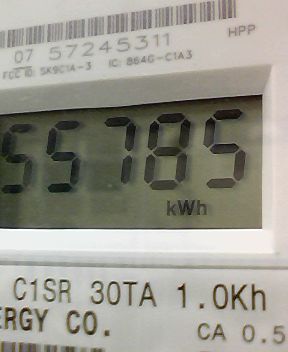 07 57245311 HPP
FCC ID: SK9C1A-3 IC: 864G-C1A3
55785
kWh
C1SR 30TA 1.0Kh
ERGY CO. CA 0.5